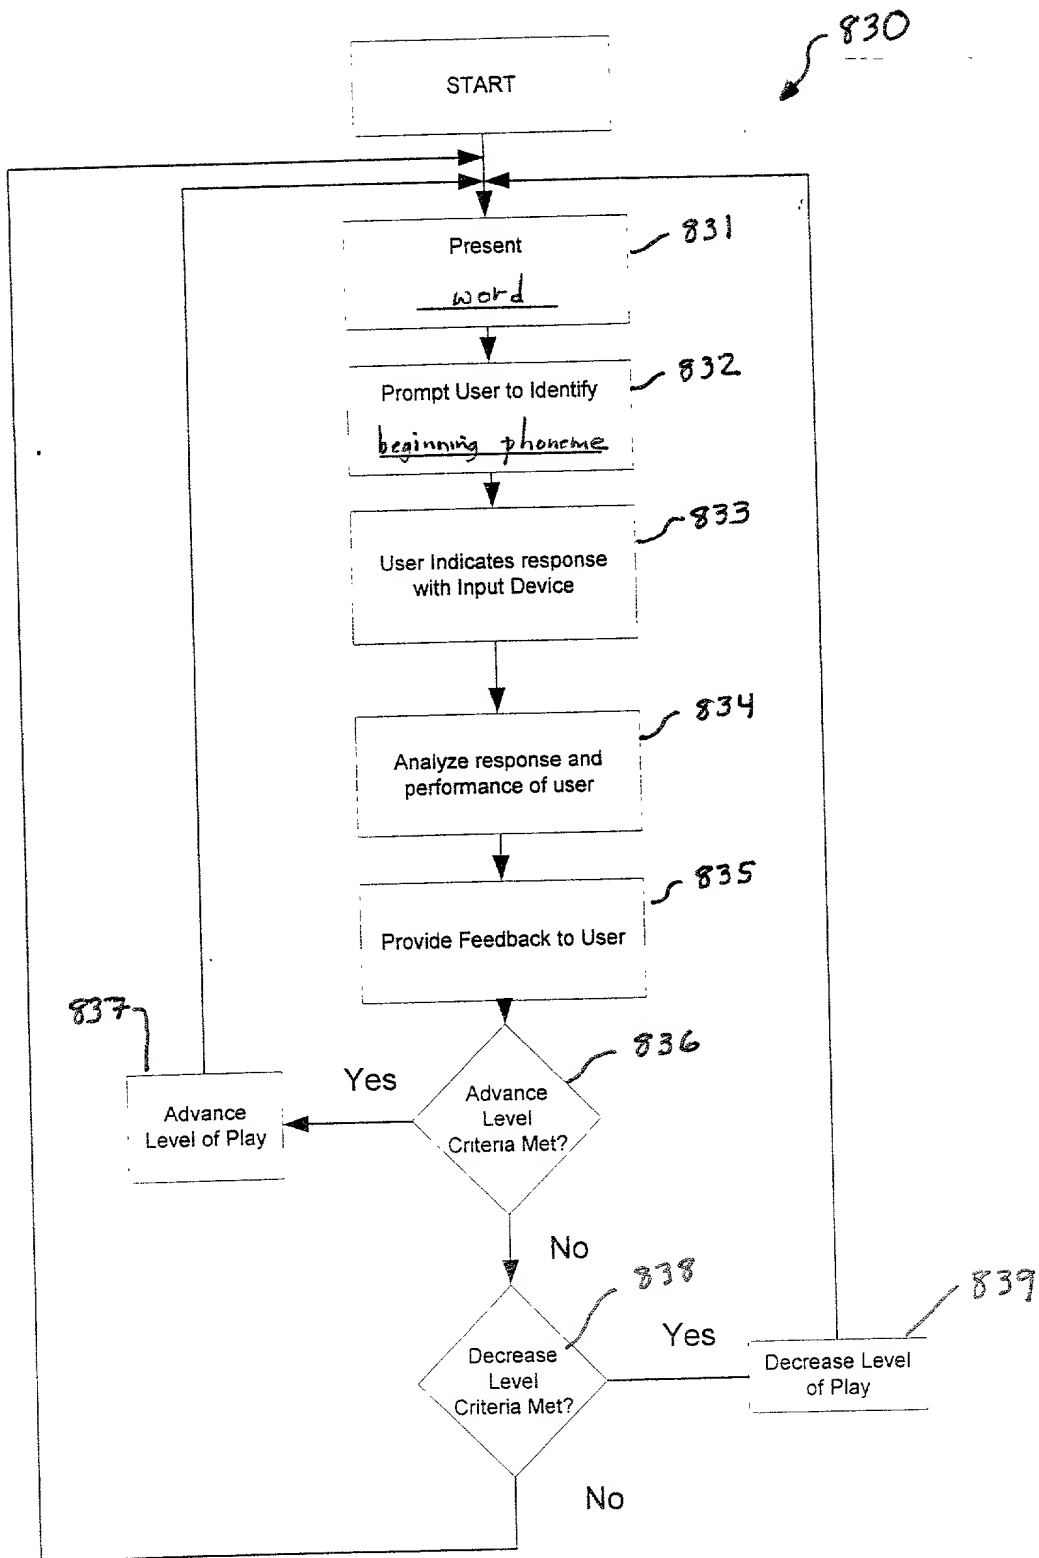 830
START
Present
word
831
Prompt User to Identify
beginning phoneme
832
User Indicates response
with Input Device
833
Analyze response and
performance of user
834
Provide Feedback to User
835
Advance
Level
Criteria Met?
836
Yes
837
Advance
Level of Play
No
Decrease
Level
Criteria Met?
838
Yes
Decrease Level
of Play
839
No